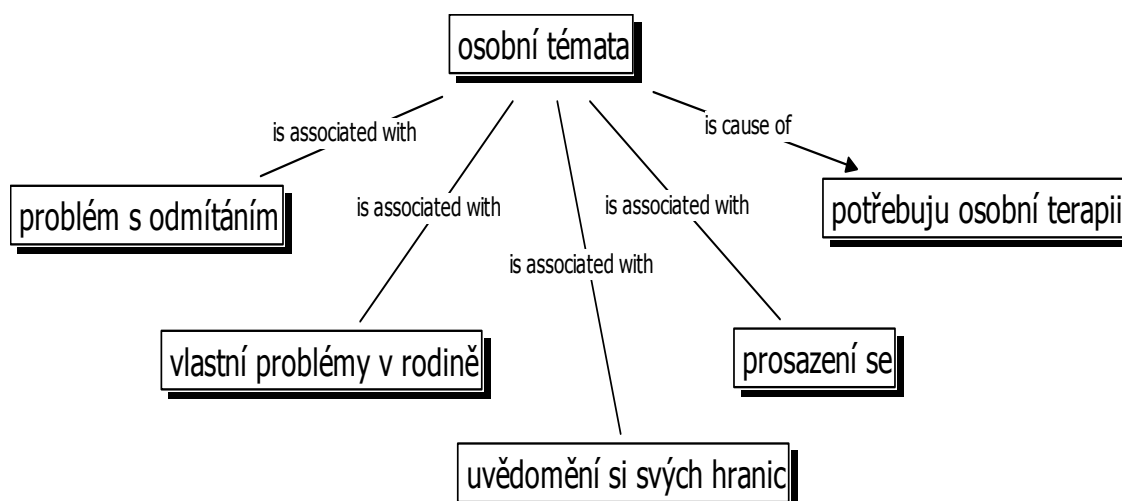 osobní témata
is associated with
is cause of
problém s odmítáním
is associated with
is associated with
potřebuju osobní terapii
is associated with
vlastní problémy v rodině
prosazení se
uvědomění si svých hranic